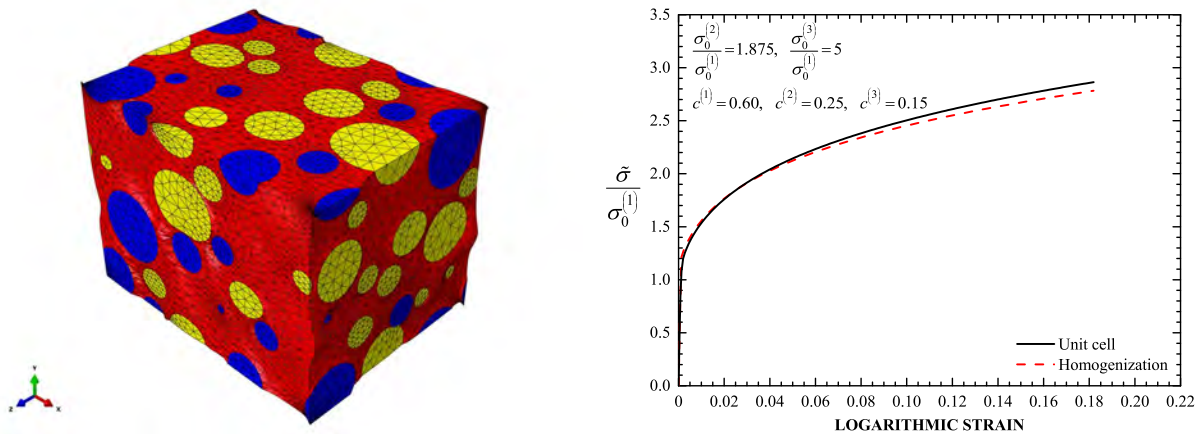 Y
Z
X
3.5
3.0
2.5
2.0
1.5
1.0
0.5
0.0
σ̃
σ₀⁽¹⁾
σ₀⁽²⁾/σ₀⁽¹⁾=1.875, σ₀⁽³⁾/σ₀⁽¹⁾=5
c⁽¹⁾=0.60, c⁽²⁾=0.25, c⁽³⁾=0.15
Unit cell
Homogenization
0 0.02 0.04 0.06 0.08 0.10 0.12 0.14 0.16 0.18 0.20 0.22
LOGARITHMIC STRAIN